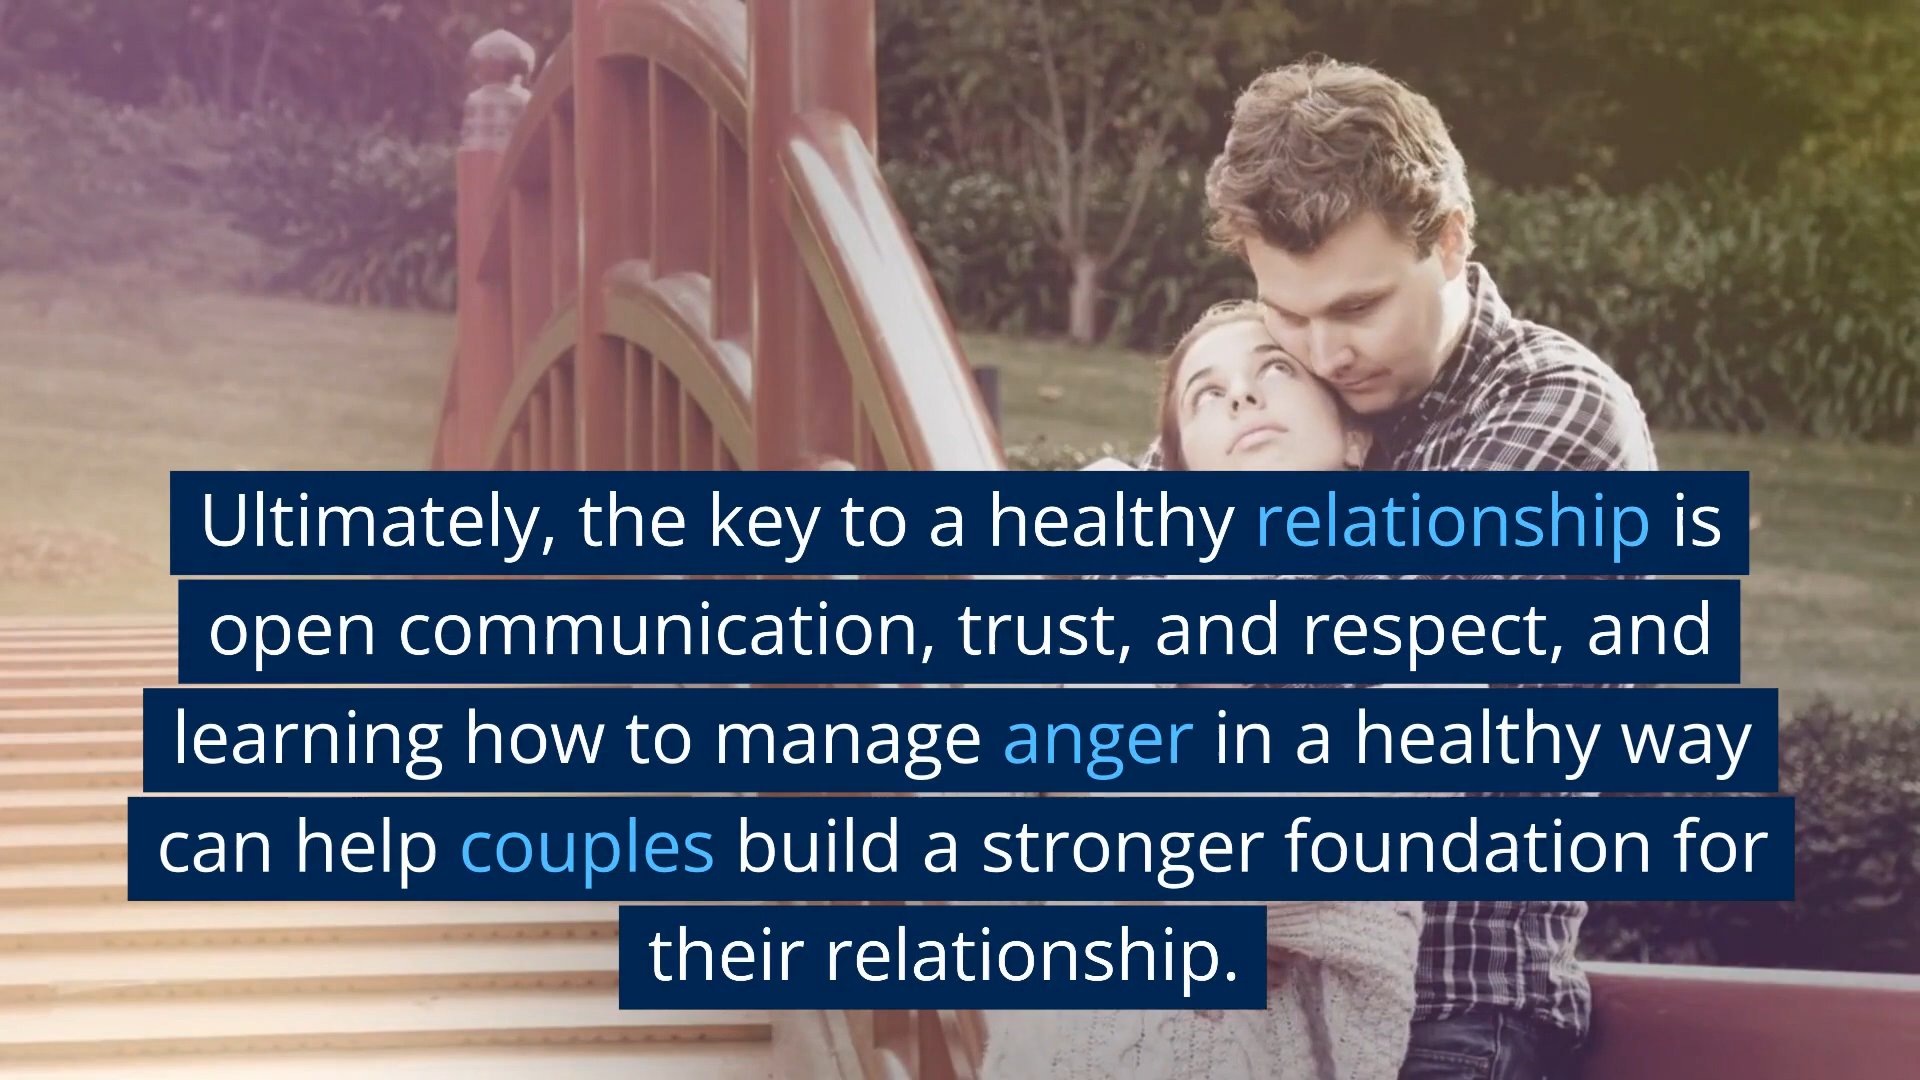 Ultimately, the key to a healthy relationship is
open communication, trust, and respect, and
learning how to manage anger in a healthy way
can help couples build a stronger foundation for
their relationship.